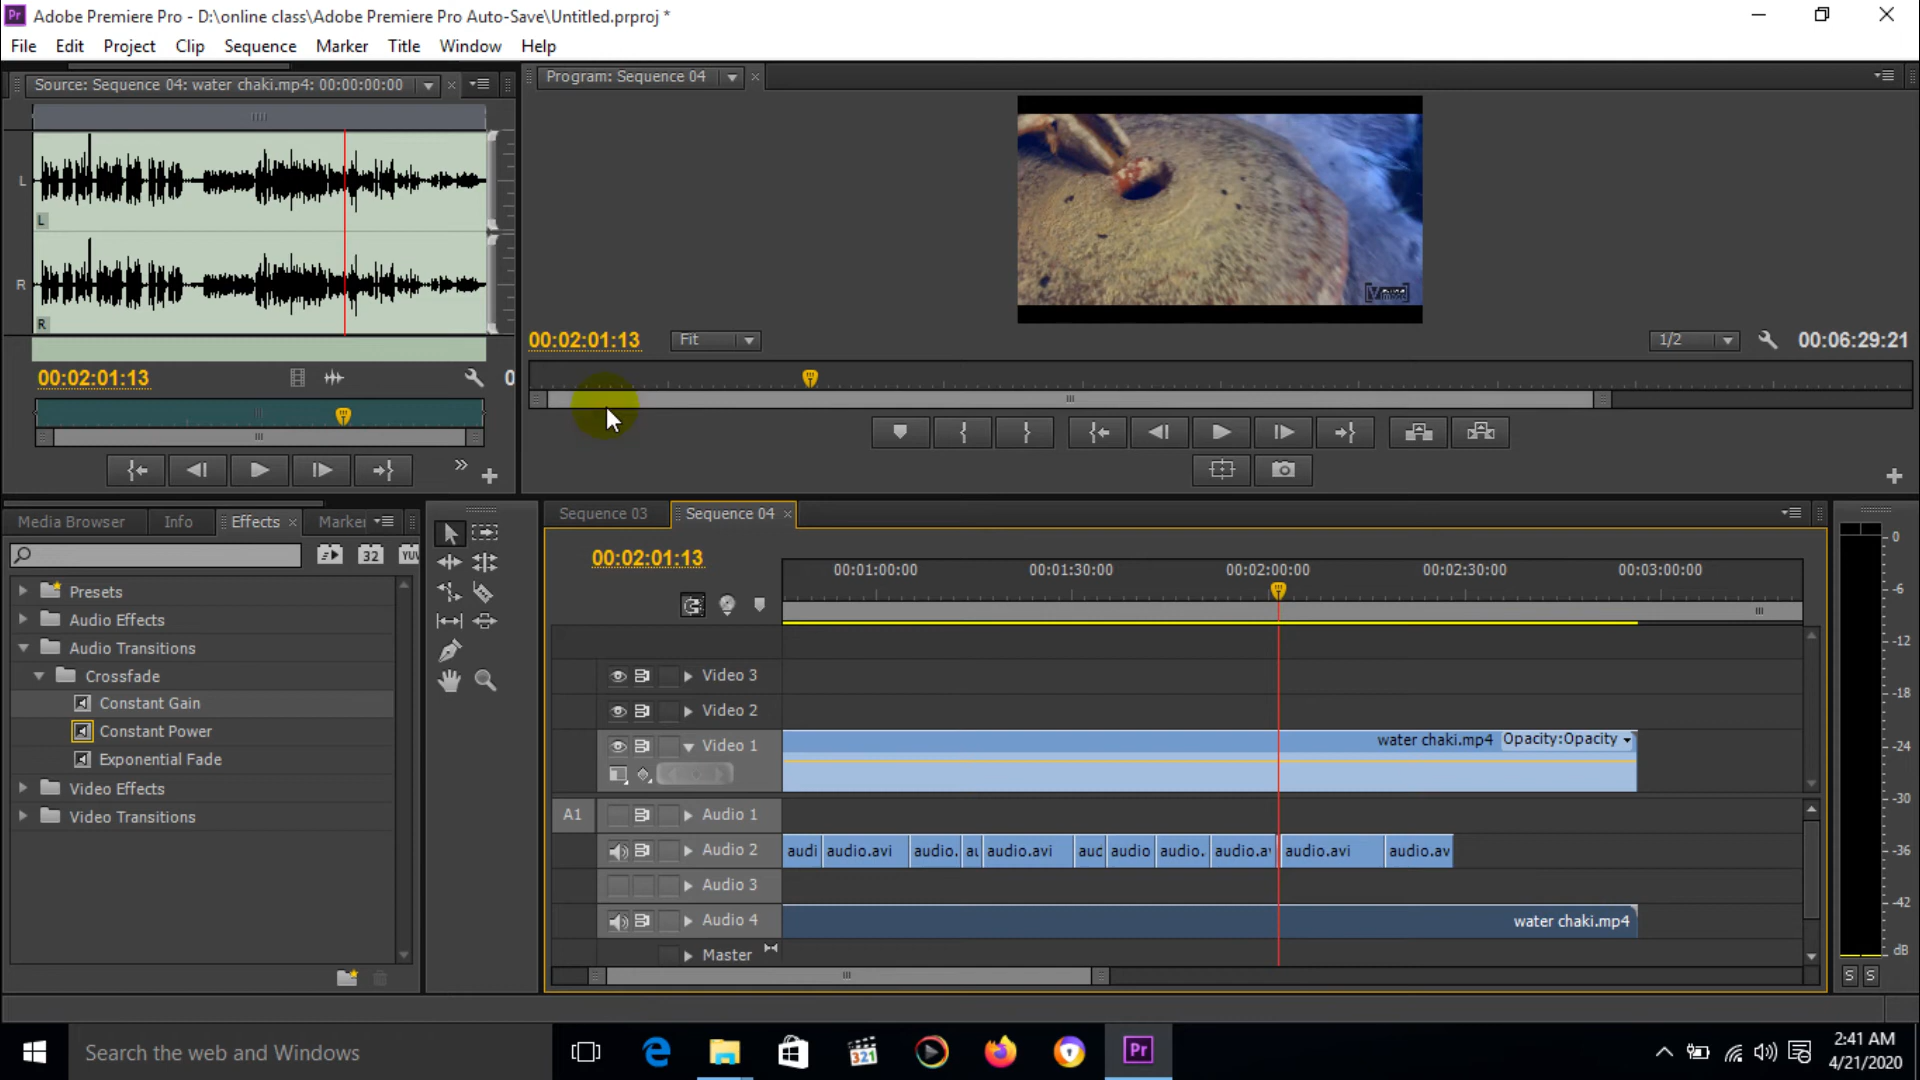 Adobe Premiere Pro - D:\online class\Adobe Premiere Pro Auto-Save\Untitled.prproj *
File Edit Project Clip Sequence Marker Title Window Help
Source: Sequence 04: water chaki.mp4: 00:00:00:00
Program: Sequence 04
L
L
R
R
00:02:01:13
Fit
1/2
00:06:29:21
00:02:01:13
0
Media Browser
Info
Effects
Marker
32
YUV
Presets
Audio Effects
Audio Transitions
Crossfade
Constant Gain
Constant Power
Exponential Fade
Video Effects
Video Transitions
Sequence 03
Sequence 04
00:02:01:13
00:01:00:00
00:01:30:00
00:02:00:00
00:02:30:00
00:03:00:00
Video 3
Video 2
Video 1
water chaki.mp4
Opacity:Opacity
A1
Audio 1
Audio 2
audi audio.avi audio. au audio.avi auc audio audio. audio.av audio.avi audio.av
Audio 3
Audio 4
water chaki.mp4
Master
0
-6
-12
-18
-24
-30
-36
-42
dB
S S
Search the web and Windows
321
Pr
2:41 AM
4/21/2020